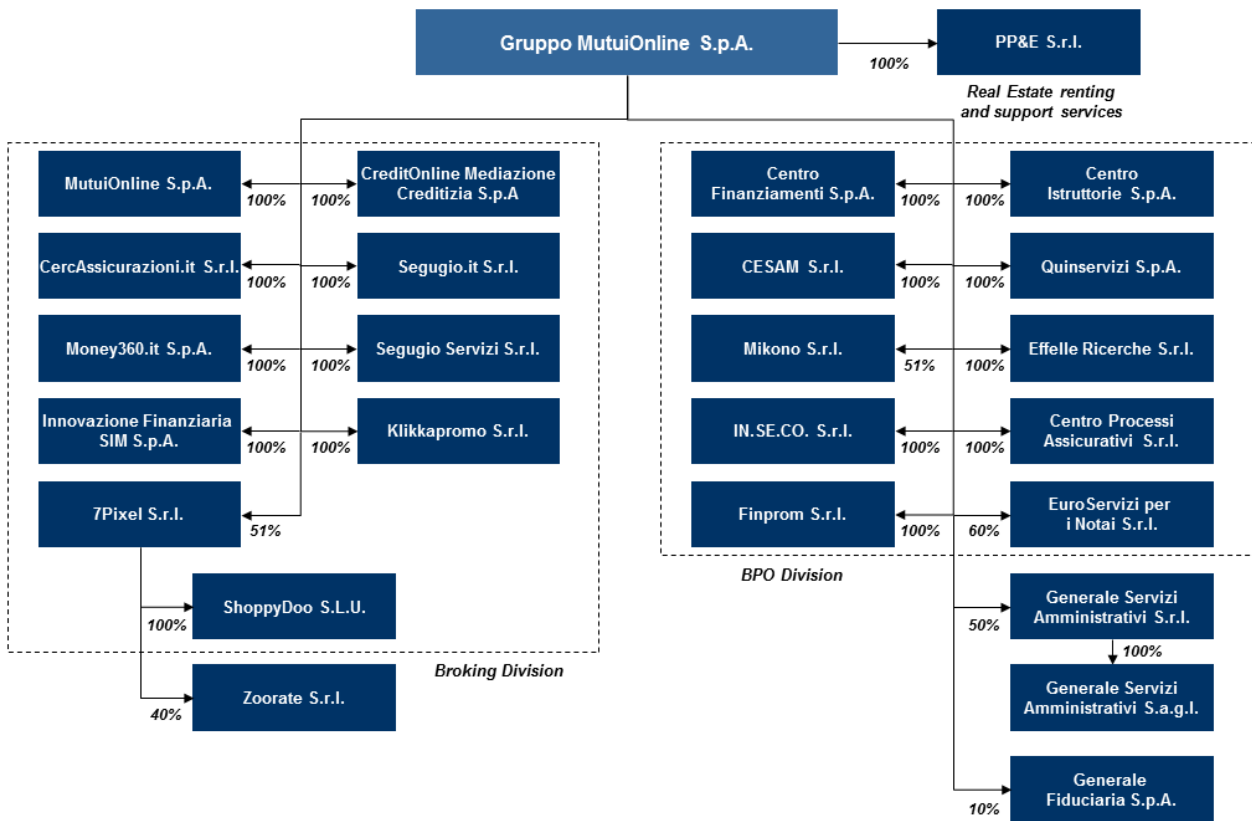 Gruppo MutuiOnline S.p.A.
PP&E S.r.l.
100%
Real Estate renting
and support services
MutuiOnline S.p.A.
CreditOnline Mediazione
Creditizia S.p.A
100%
100%
CercAssicurazioni.it S.r.l.
Segugio.it S.r.l.
100%
100%
Money360.it S.p.A.
Segugio Servizi S.r.l.
100%
100%
Innovazione Finanziaria
SIM S.p.A.
Klikkapromo S.r.l.
100%
100%
7Pixel S.r.l.
51%
ShoppyDoo S.L.U.
100%
Broking Division
Zoorate S.r.l.
40%
Centro
Finanziamenti S.p.A.
Centro
Istruttorie S.p.A.
100%
100%
CESAM S.r.l.
Quinservizi S.p.A.
100%
100%
Mikono S.r.l.
Effelle Ricerche S.r.l.
51%
100%
IN.SE.CO. S.r.l.
Centro Processi
Assicurativi S.r.l.
100%
100%
Finprom S.r.l.
EuroServizi per
i Notai S.r.l.
100%
60%
BPO Division
Generale Servizi
Amministrativi S.r.l.
50%
100%
Generale Servizi
Amministrativi S.a.g.l.
Generale
Fiduciaria S.p.A.
10%